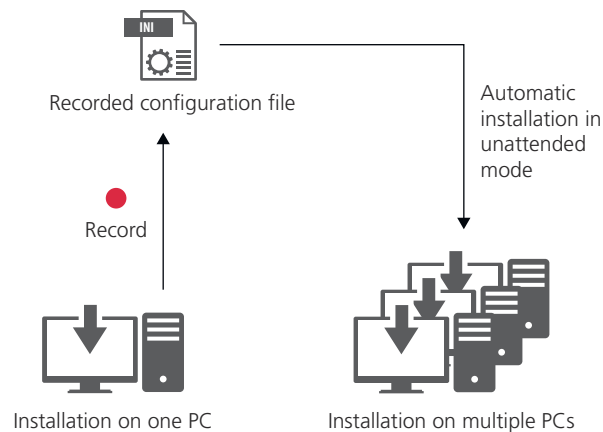 INI
Recorded configuration file
Automatic
installation in
unattended
mode
Record
Installation on one PC
Installation on multiple PCs